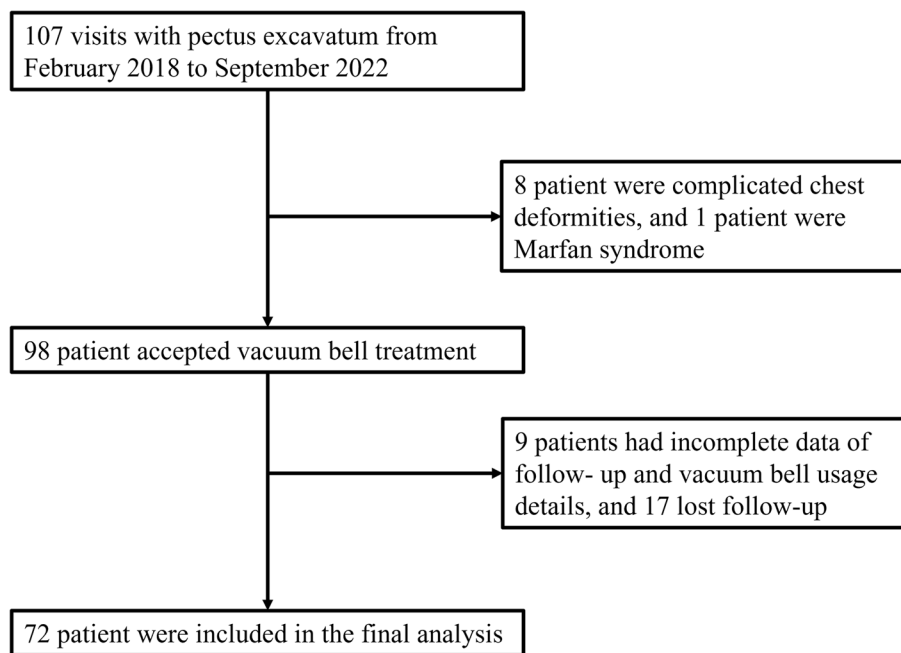 107 visits with pectus excavatum from
February 2018 to September 2022
8 patient were complicated chest
deformities, and 1 patient were
Marfan syndrome
98 patient accepted vacuum bell treatment
9 patients had incomplete data of
follow- up and vacuum bell usage
details, and 17 lost follow-up
72 patient were included in the final analysis